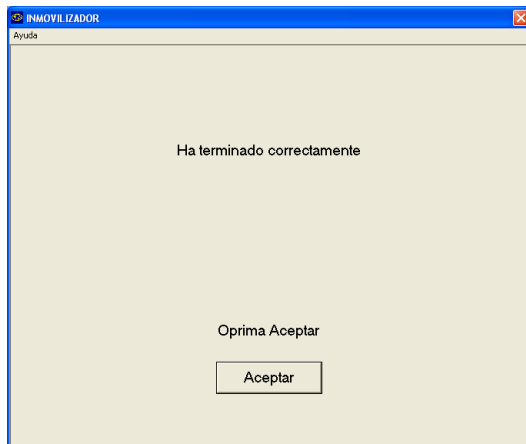 INMOVILIZADOR
Ayuda
Ha terminado correctamente
Oprima Aceptar
Aceptar